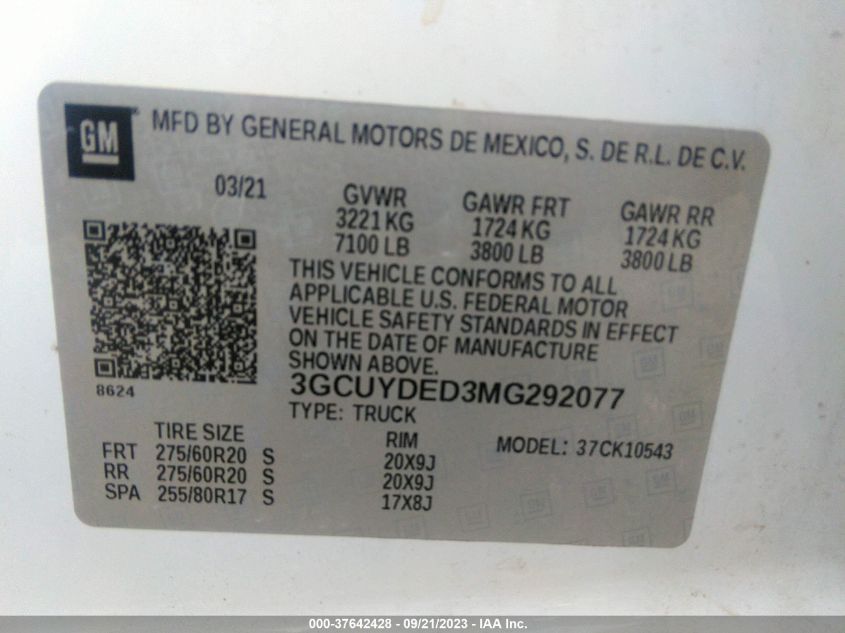 GM
MFD BY GENERAL MOTORS DE MEXICO, S. DE R.L. DE C.V.
03/21
GVWR GAWR FRT GAWR RR
3221 KG 1724 KG 1724 KG
7100 LB 3800 LB 3800 LB
THIS VEHICLE CONFORMS TO ALL
APPLICABLE U.S. FEDERAL MOTOR
VEHICLE SAFETY STANDARDS IN EFFECT
ON THE DATE OF MANUFACTURE
SHOWN ABOVE.
8624
3GCUYDED3MG292077
TYPE: TRUCK
TIRE SIZE RIM MODEL: 37CK10543
FRT 275/60R20 S 20X9J
RR 275/60R20 S 20X9J
SPA 255/80R17 S 17X8J
000-37642428 - 09/21/2023 - IAA Inc.